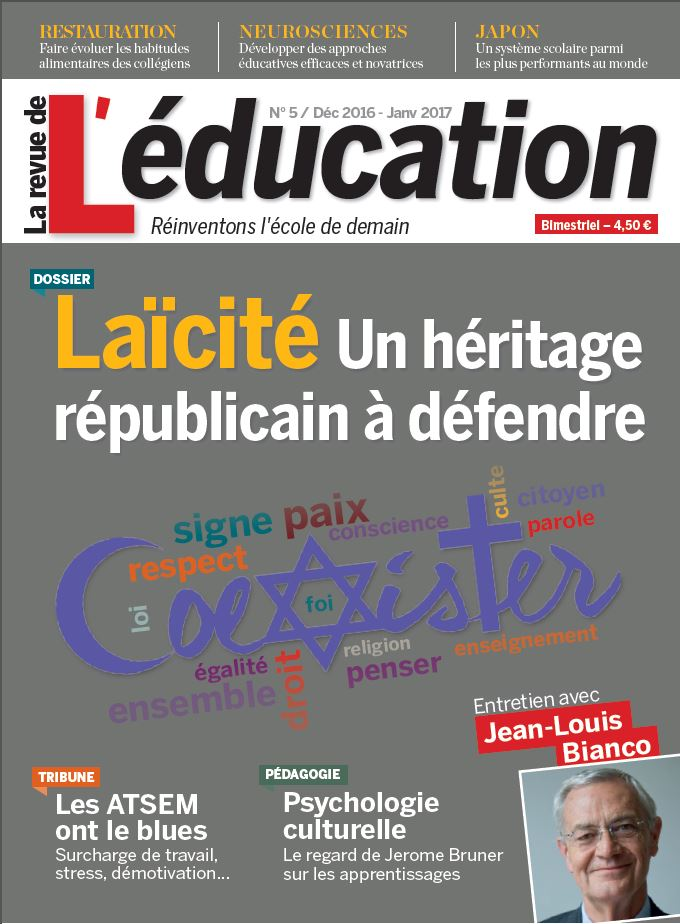 RESTAURATION
Faire évoluer les habitudes
alimentaires des collégiens
NEUROSCIENCES
Développer des approches
éducatives efficaces et novatrices
JAPON
Un système scolaire parmi
les plus performants au monde
La revue de
L'éducation
N° 5 / Déc 2016 - Janv 2017
Réinventons l'école de demain
Bimestriel – 4,50 €
DOSSIER
Laïcité Un héritage
républicain à défendre
signe
paix
conscience
culte
citoyen
parole
respect
loi
Coexister
foi
égalité
ensemble
droit
religion
penser
enseignement
Entretien avec
Jean-Louis
Bianco
TRIBUNE
Les ATSEM
ont le blues
Surcharge de travail,
stress, démotivation...
PÉDAGOGIE
Psychologie
culturelle
Le regard de Jerome Bruner
sur les apprentissages